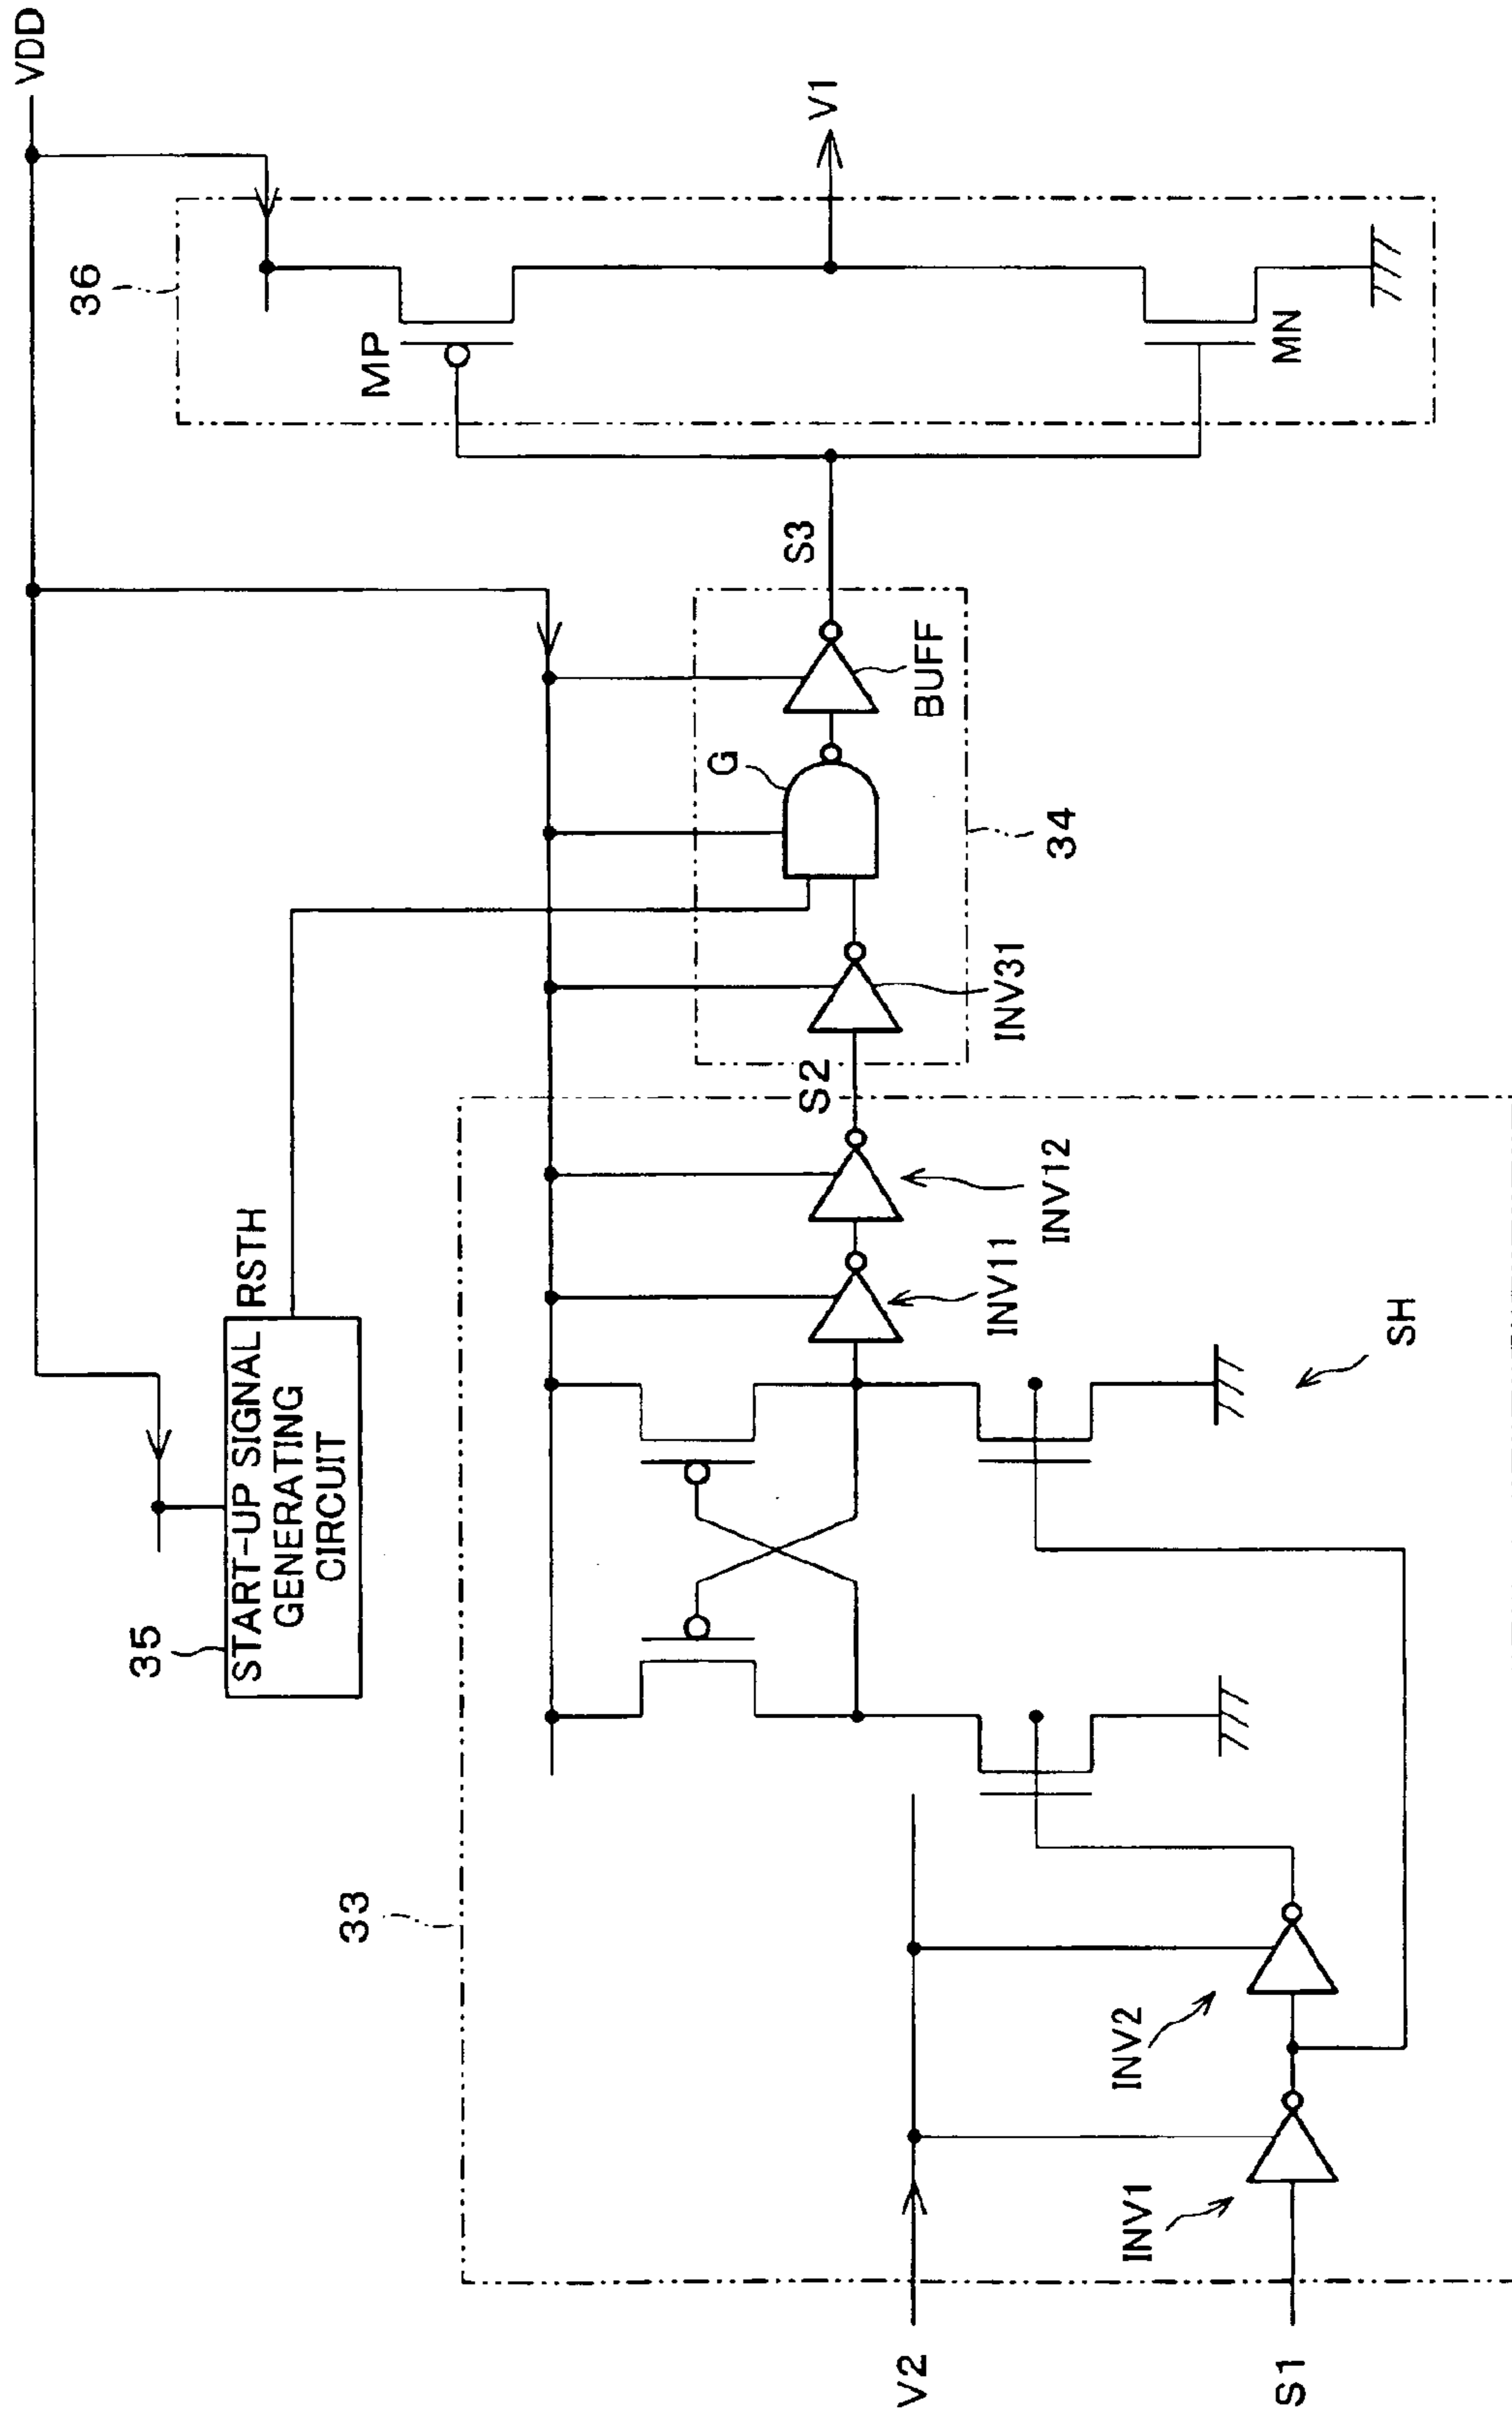 VDD
36
MP
V1
MN
S3
BUFF
G
34
INV31
S2
RSTH
35
START-UP SIGNAL
GENERATING
CIRCUIT
INV12
INV11
SH
33
INV2
INV1
V2
S1